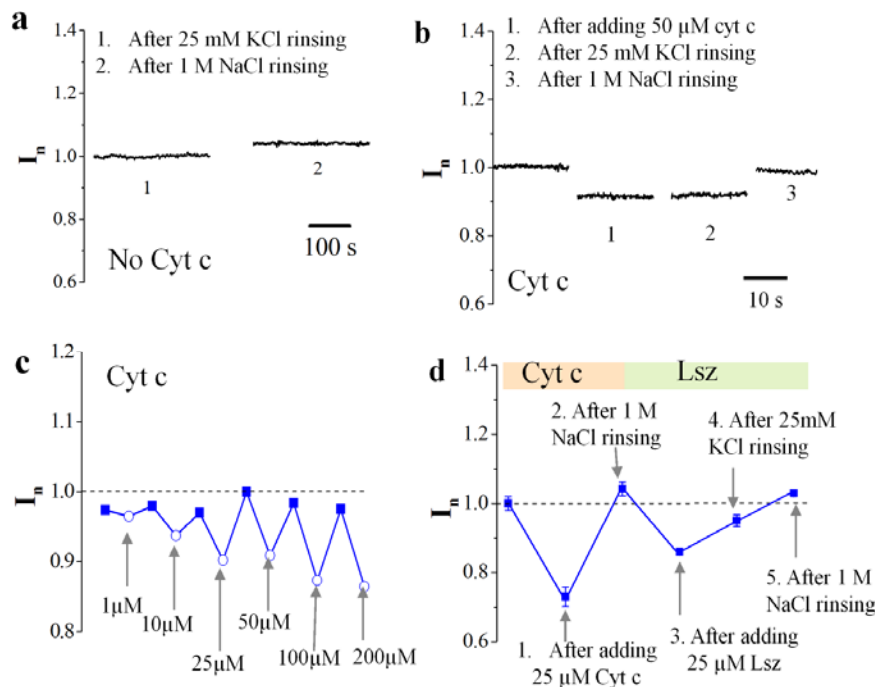 a
1. After 25 mM KCl rinsing
2. After 1 M NaCl rinsing
1.4
1.2
1.0
0.8
0.6
In
1
2
100 s
No Cyt c
b
1. After adding 50 µM cyt c
2. After 25 mM KCl rinsing
3. After 1 M NaCl rinsing
1.4
1.2
1.0
0.8
0.6
In
1
2
3
10 s
Cyt c
c
1.2
1.1
1.0
0.9
0.8
In
Cyt c
1µM
10µM
25µM
50µM
100µM
200µM
d
1.4
1.2
1.0
0.8
0.6
In
Cyt c
Lsz
2. After 1 M
NaCl rinsing
4. After 25mM
KCl rinsing
1. After adding
25 µM Cyt c
3. After adding
25 µM Lsz
5. After 1 M
NaCl rinsing